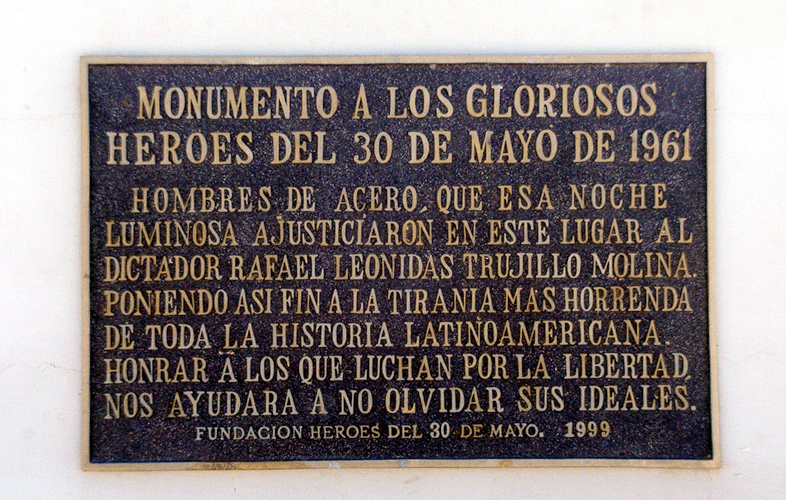 MONUMENTO A LOS GLORIOSOS
HEROES DEL 30 DE MAYO DE 1961
HOMBRES DE ACERO, QUE ESA NOCHE
LUMINOSA AJUSTICIARON EN ESTE LUGAR AL
DICTADOR RAFAEL LEONIDAS TRUJILLO MOLINA.
PONIENDO ASI FIN A LA TIRANIA MAS HORRENDA
DE TODA LA HISTORIA LATINOAMERICANA.
HONRAR A LOS QUE LUCHAN POR LA LIBERTAD,
NOS AYUDARA A NO OLVIDAR SUS IDEALES.
FUNDACION HEROES DEL 30 DE MAYO. 1999